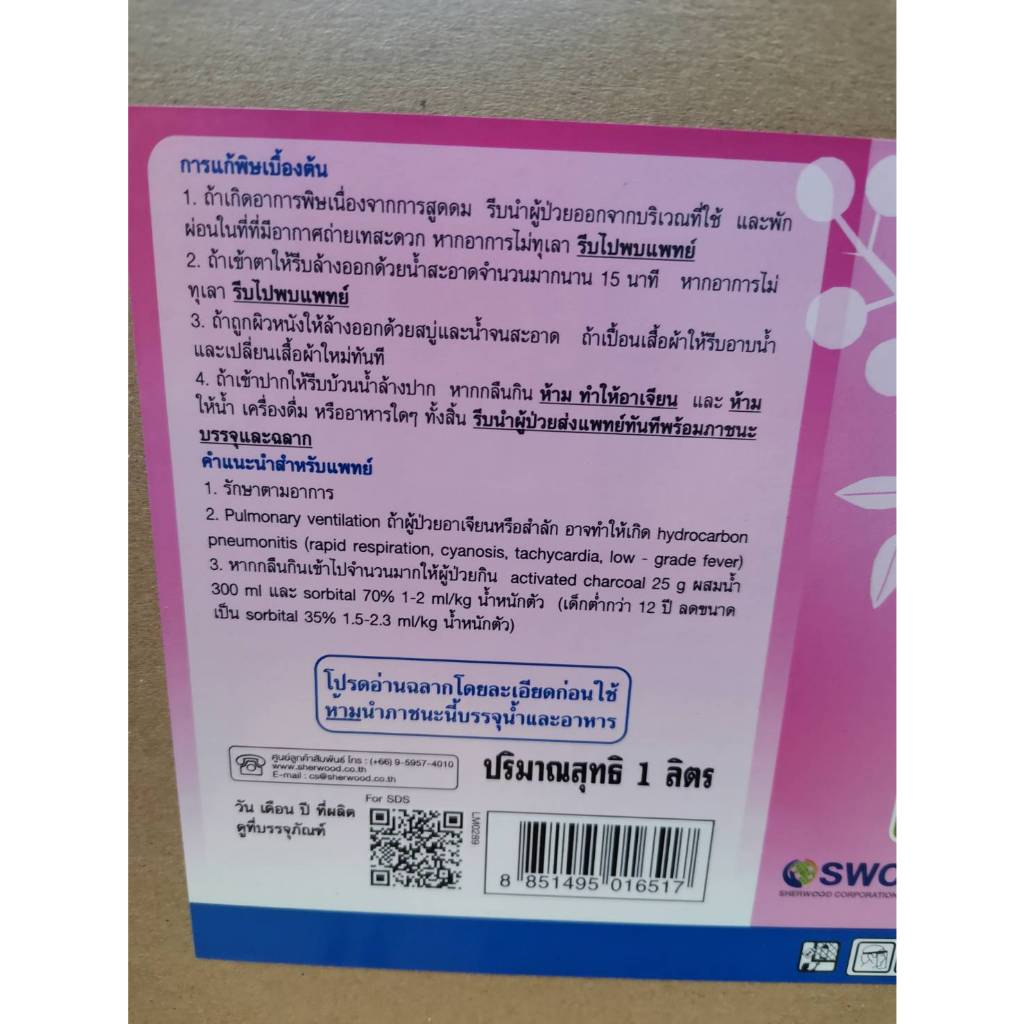 การแก้พิษเบื้องต้น
1. ถ้าเกิดอาการพิษเนื่องจากการสูดดม รีบนำผู้ป่วยออกจากบริเวณที่ใช้ และพัก
ผ่อนในที่ที่มีอากาศถ่ายเทสะดวก หากอาการไม่ทุเลา รีบไปพบแพทย์
2. ถ้าเข้าตาให้รีบล้างออกด้วยน้ำสะอาดจำนวนมากนาน 15 นาที หากอาการไม่
ทุเลา รีบไปพบแพทย์
3. ถ้าถูกผิวหนังให้ล้างออกด้วยสบู่และน้ำจนสะอาด ถ้าเปื้อนเสื้อผ้าให้รีบอาบน้ำ
และเปลี่ยนเสื้อผ้าใหม่ทันที
4. ถ้าเข้าปากให้รีบบ้วนน้ำล้างปาก หากกลืนกิน ห้าม ทำให้อาเจียน และ ห้าม
ให้น้ำ เครื่องดื่ม หรืออาหารใดๆ ทั้งสิ้น รีบนำผู้ป่วยส่งแพทย์ทันทีพร้อมภาชนะ
บรรจุและฉลาก
คำแนะนำสำหรับแพทย์
1. รักษาตามอาการ
2. Pulmonary ventilation ถ้าผู้ป่วยอาเจียนหรือสำลัก อาจทำให้เกิด hydrocarbon
pneumonitis (rapid respiration, cyanosis, tachycardia, low - grade fever)
3. หากกลืนกินเข้าไปจำนวนมากให้ผู้ป่วยกิน activated charcoal 25 g ผสมน้ำ
300 ml และ sorbital 70% 1-2 ml/kg น้ำหนักตัว (เด็กต่ำกว่า 12 ปี ลดขนาด
เป็น sorbital 35% 1.5-2.3 ml/kg น้ำหนักตัว)
โปรดอ่านฉลากโดยละเอียดก่อนใช้
ห้ามนำภาชนะนี้บรรจุน้ำและอาหาร
ศูนย์ลูกค้าสัมพันธ์ โทร : (+66) 9-5957-4010
www.sherwood.co.th
E-mail : cs@sherwood.co.th
ปริมาณสุทธิ 1 ลิตร
วัน เดือน ปี ที่ผลิต
ดูที่บรรจุภัณฑ์
For SDS
LM0289
8 851495 016517
SWC
SHERWOOD CORPORATION